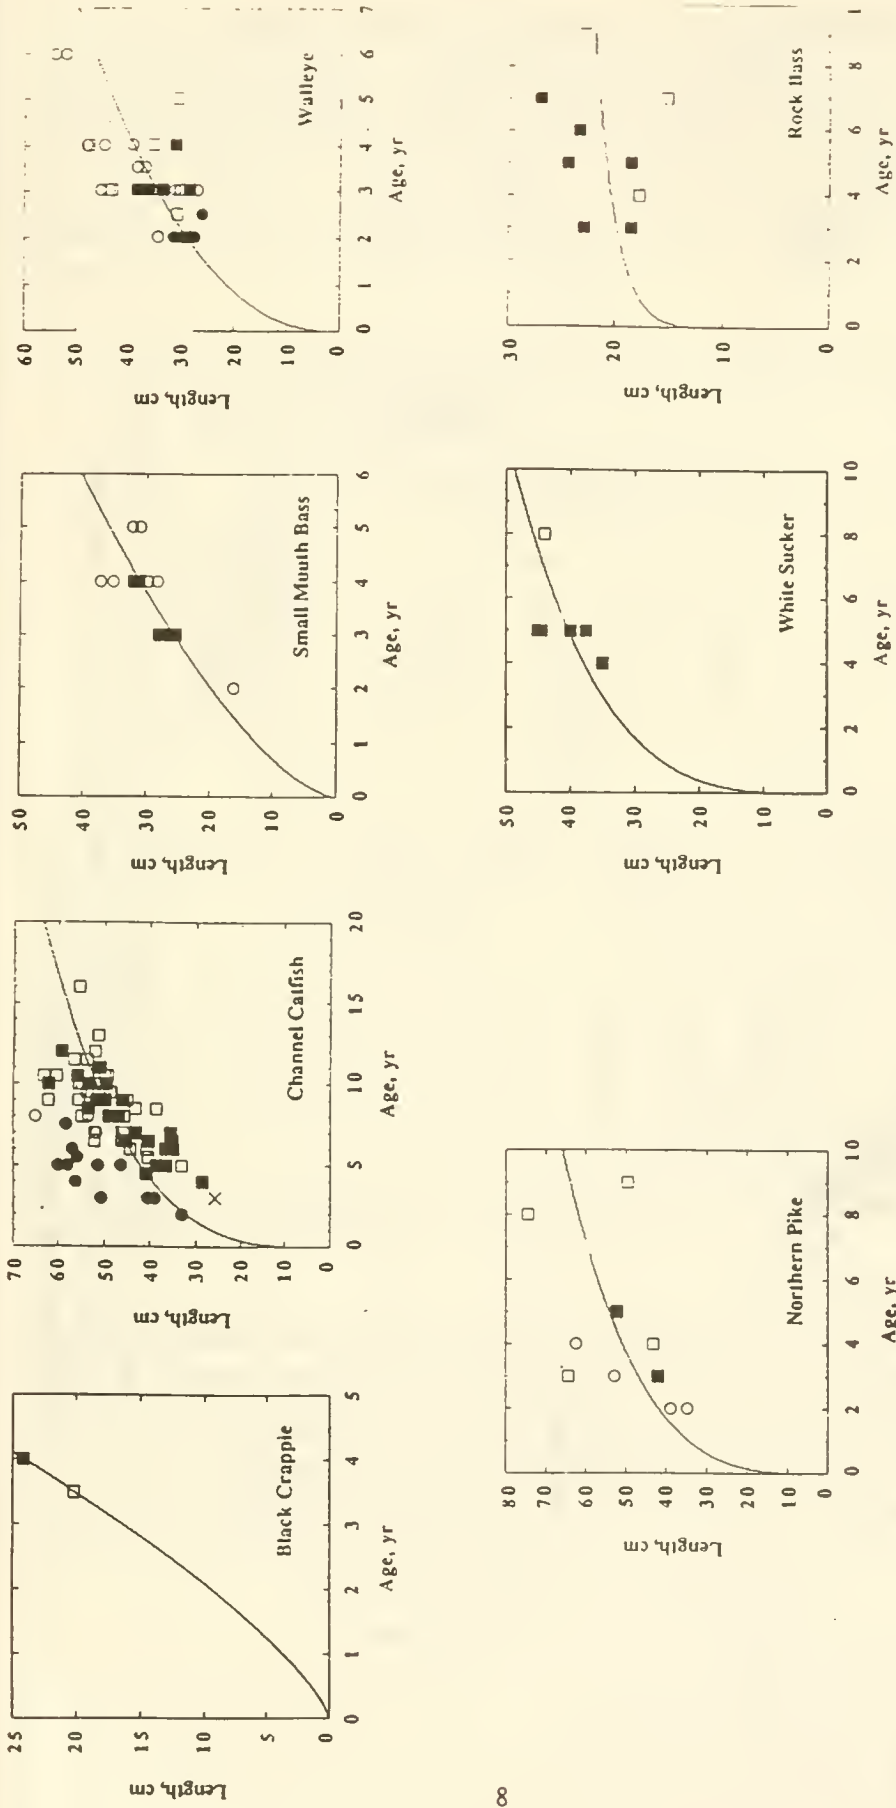 Black Crappie
Length, cm
25
20
15
10
5
0
0 1 2 3 4 5
Age, yr
Channel Catfish
Length, cm
70
60
50
40
30
20
10
0
0 5 10 15 20
Age, yr
Small Mouth Bass
Length, cm
50
40
30
20
10
0
0 1 2 3 4 5 6
Age, yr
Walleye
Length, cm
60
50
40
30
20
10
0
0 1 2 3 4 5 6 7
Age, yr
Northern Pike
Length, cm
80
70
60
50
40
30
20
10
0
0 2 4 6 8 10
Age, yr
White Sucker
Length, cm
50
40
30
20
10
0
0 2 4 6 8 10
Age, yr
Rock Bass
Length, cm
30
20
10
0
0 2 4 6 8 1
Age, yr
8